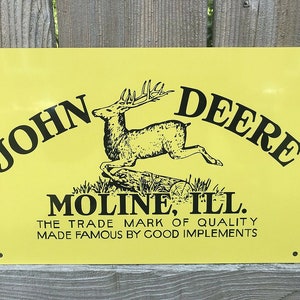 JOHN DEERE
MOLINE, ILL.
THE TRADE MARK OF QUALITY
MADE FAMOUS BY GOOD IMPLEMENTS